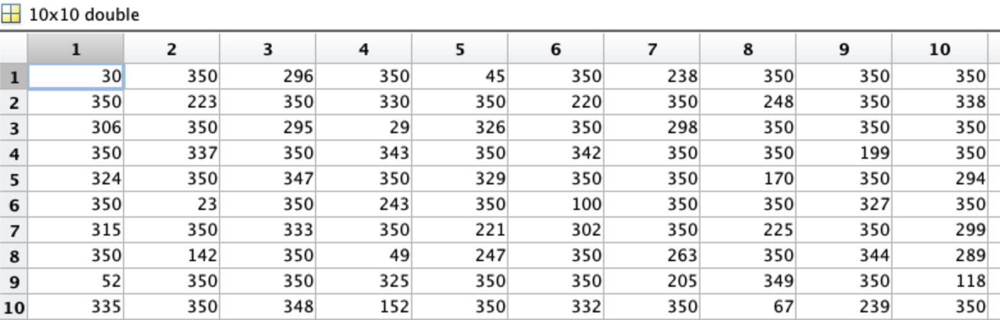 10x10 double
1 2 3 4 5 6 7 8 9 10
1 30 350 296 350 45 350 238 350 350 350
2 350 223 350 330 350 220 350 248 350 338
3 306 350 295 29 326 350 298 350 350 350
4 350 337 350 343 350 342 350 350 199 350
5 324 350 347 350 329 350 350 170 350 294
6 350 23 350 243 350 100 350 350 327 350
7 315 350 333 350 221 302 350 225 350 299
8 350 142 350 49 247 350 263 350 344 289
9 52 350 350 325 350 350 205 349 350 118
10 335 350 348 152 350 332 350 67 239 350